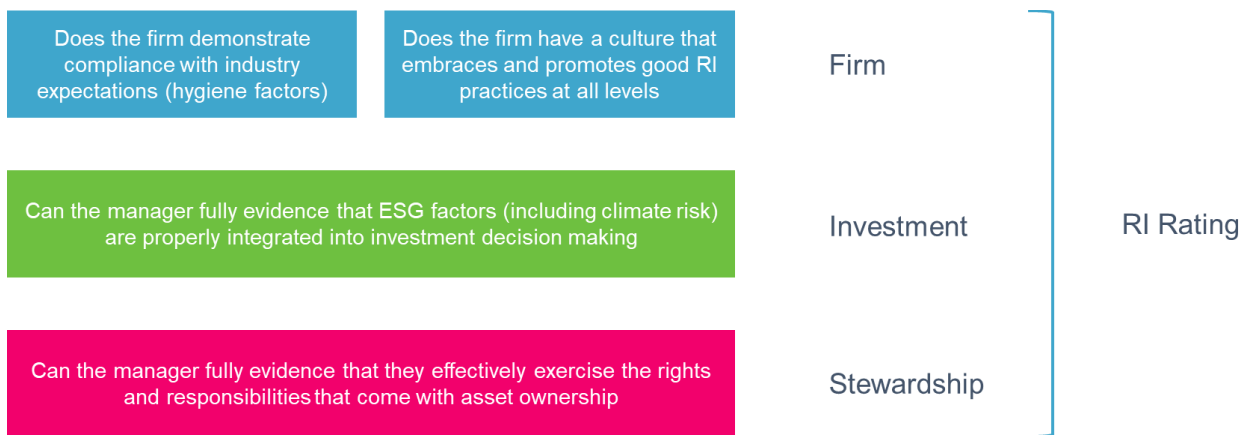 Does the firm demonstrate
compliance with industry
expectations (hygiene factors)
Does the firm have a culture that
embraces and promotes good RI
practices at all levels
Firm
Can the manager fully evidence that ESG factors (including climate risk)
are properly integrated into investment decision making
Investment
RI Rating
Can the manager fully evidence that they effectively exercise the rights
and responsibilities that come with asset ownership
Stewardship